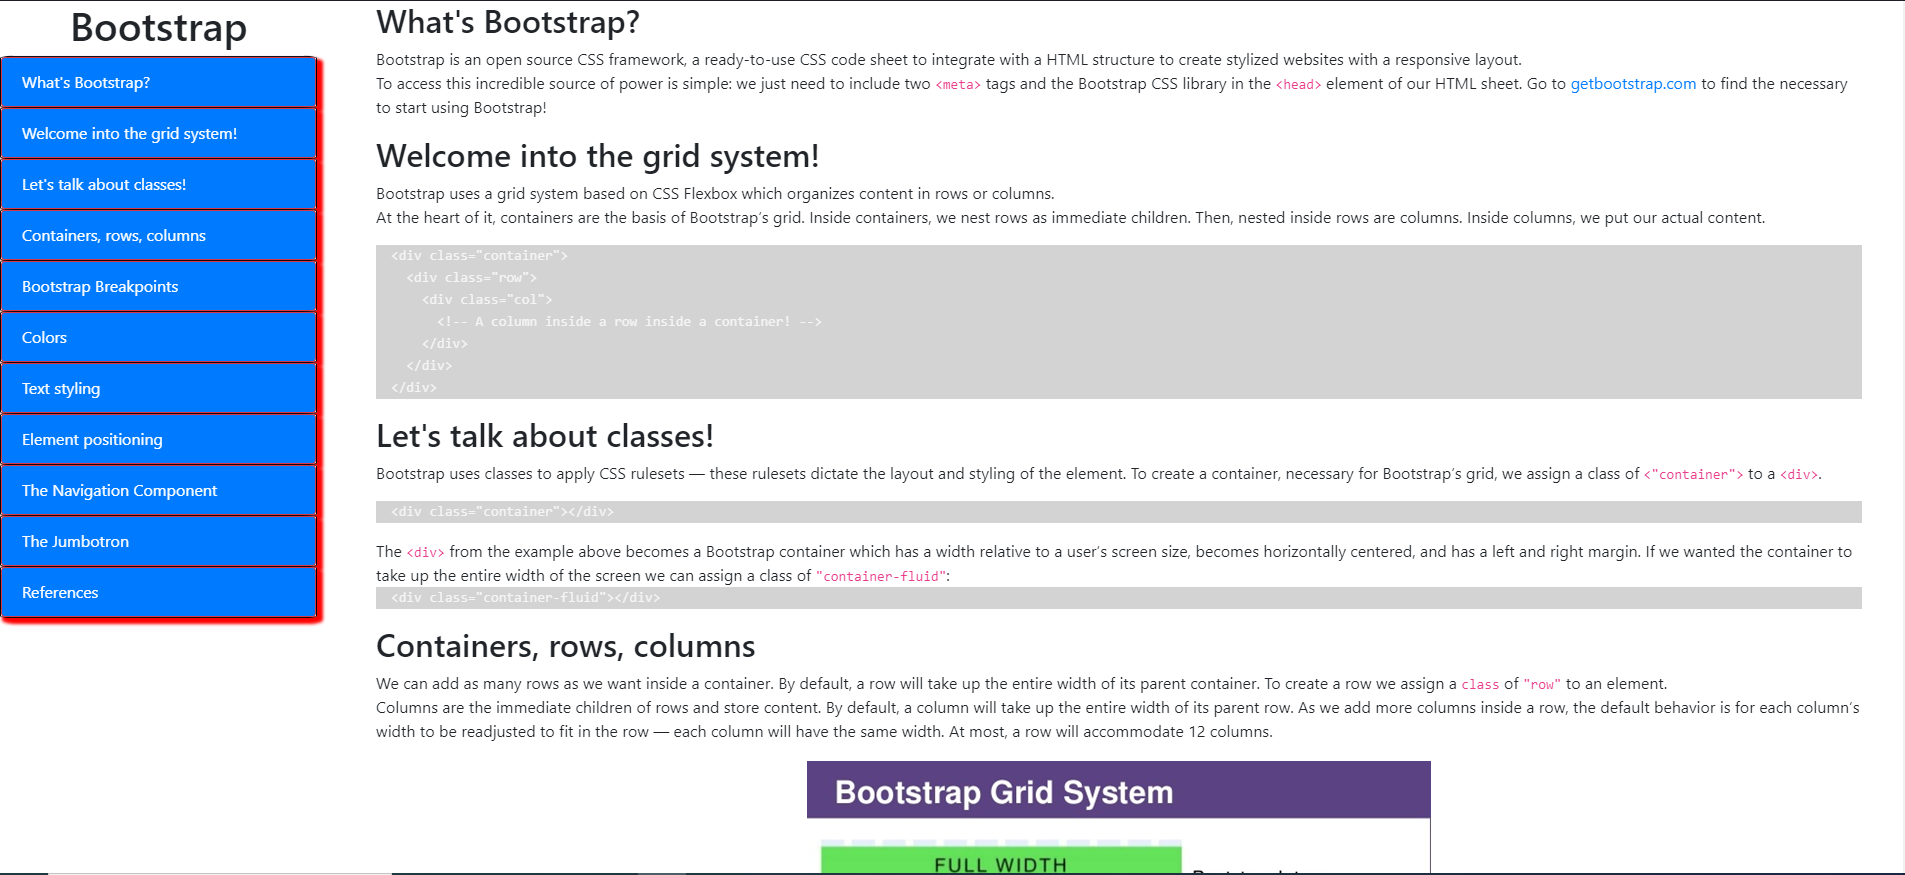 Bootstrap
What's Bootstrap?
Welcome into the grid system!
Let's talk about classes!
Containers, rows, columns
Bootstrap Breakpoints
Colors
Text styling
Element positioning
The Navigation Component
The Jumbotron
References
What's Bootstrap?
Bootstrap is an open source CSS framework, a ready-to-use CSS code sheet to integrate with a HTML structure to create stylized websites with a responsive layout.
To access this incredible source of power is simple: we just need to include two <meta> tags and the Bootstrap CSS library in the <head> element of our HTML sheet. Go to getbootstrap.com to find the necessary
to start using Bootstrap!
Welcome into the grid system!
Bootstrap uses a grid system based on CSS Flexbox which organizes content in rows or columns.
At the heart of it, containers are the basis of Bootstrap’s grid. Inside containers, we nest rows as immediate children. Then, nested inside rows are columns. Inside columns, we put our actual content.
<div class="container">
<div class="row">
<div class="col">
<!-- A column inside a row inside a container! -->
</div>
</div>
</div>
Let's talk about classes!
Bootstrap uses classes to apply CSS rulesets — these rulesets dictate the layout and styling of the element. To create a container, necessary for Bootstrap’s grid, we assign a class of <"container"> to a <div>.
<div class="container"></div>
The <div> from the example above becomes a Bootstrap container which has a width relative to a user’s screen size, becomes horizontally centered, and has a left and right margin. If we wanted the container to
take up the entire width of the screen we can assign a class of "container-fluid":
<div class="container-fluid"></div>
Containers, rows, columns
We can add as many rows as we want inside a container. By default, a row will take up the entire width of its parent container. To create a row we assign a class of "row" to an element.
Columns are the immediate children of rows and store content. By default, a column will take up the entire width of its parent row. As we add more columns inside a row, the default behavior is for each column’s
width to be readjusted to fit in the row — each column will have the same width. At most, a row will accommodate 12 columns.
Bootstrap Grid System
FULL WIDTH